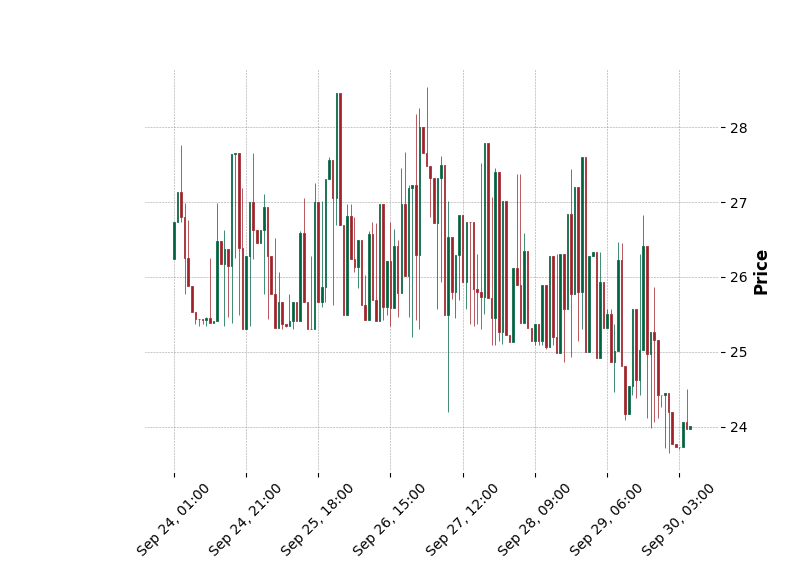 28
27
26
25
24
Price
Sep 24, 01:00
Sep 24, 21:00
Sep 25, 18:00
Sep 26, 15:00
Sep 27, 12:00
Sep 28, 09:00
Sep 29, 06:00
Sep 30, 03:00